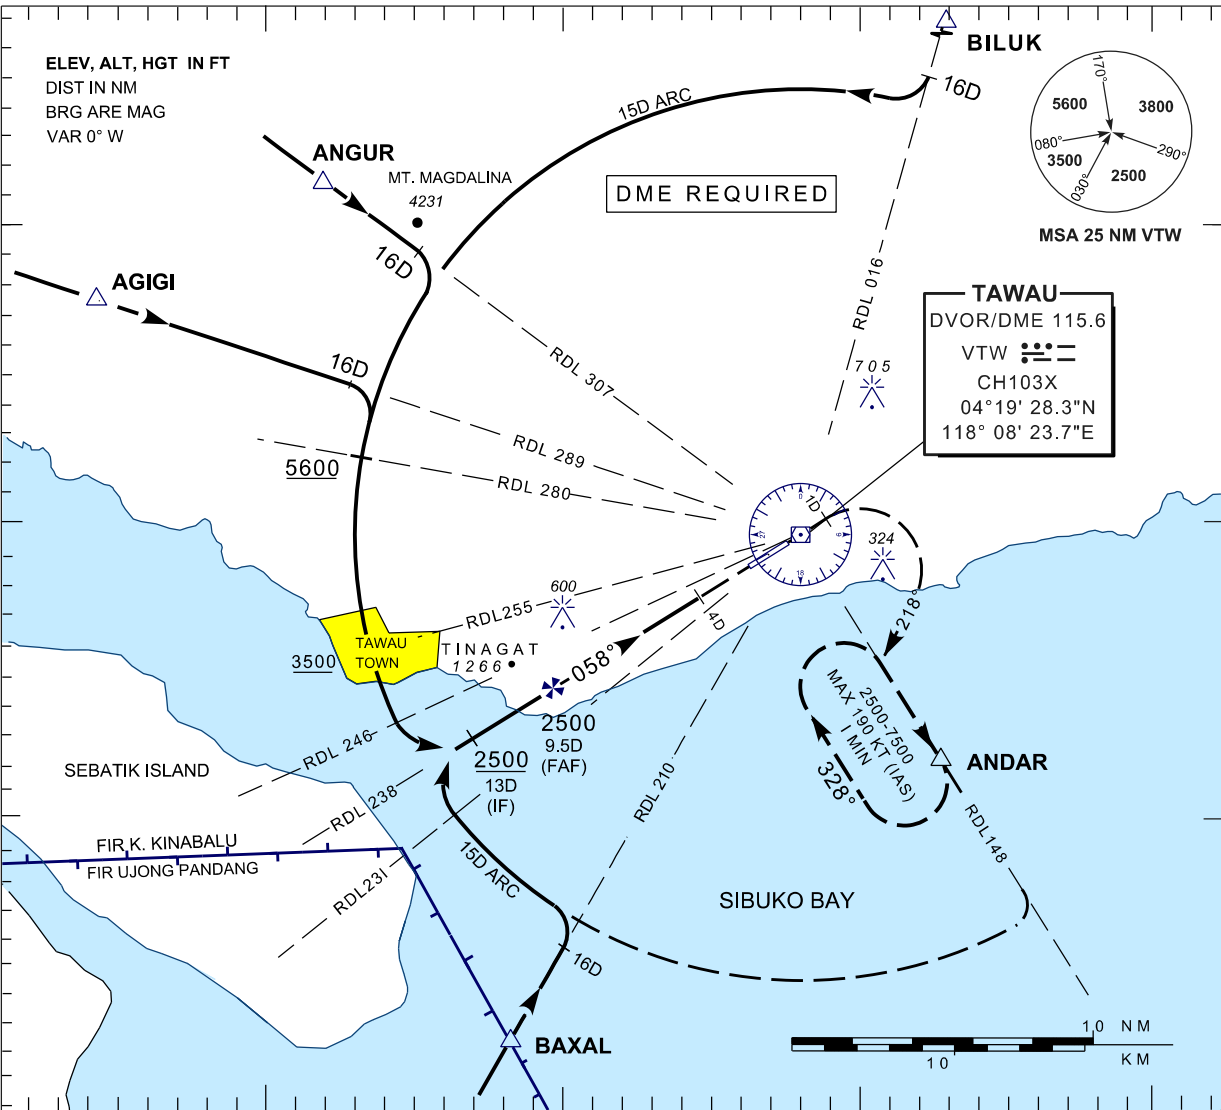 ELEV, ALT, HGT IN FT
DIST IN NM
BRG ARE MAG
VAR 0° W
BILUK
16D
15D ARC
170°
5600
3800
080°
290°
3500
030°
2500
MSA 25 NM VTW
ANGUR
MT. MAGDALINA
4231
16D
DME REQUIRED
AGIGI
16D
RDL 016
TAWAU
DVOR/DME 115.6
VTW
CH103X
04°19' 28.3"N
118° 08' 23.7"E
705
RDL 307
RDL 289
RDL 280
5600
1D
0
9
18
27
324
600
RDL255
4D
218°
TAWAU
TOWN
3500
TINAGAT
1266
058°
2500
9.5D
(FAF)
2500
13D
(IF)
RDL 246
RDL 238
RDL231
RDL 210
2500-7500
MAX 190 KT (IAS)
1 MIN
328°
ANDAR
RDL148
SEBATIK ISLAND
FIR K. KINABALU
FIR UJONG PANDANG
15D ARC
SIBUKO BAY
16D
BAXAL
10 NM
10 KM